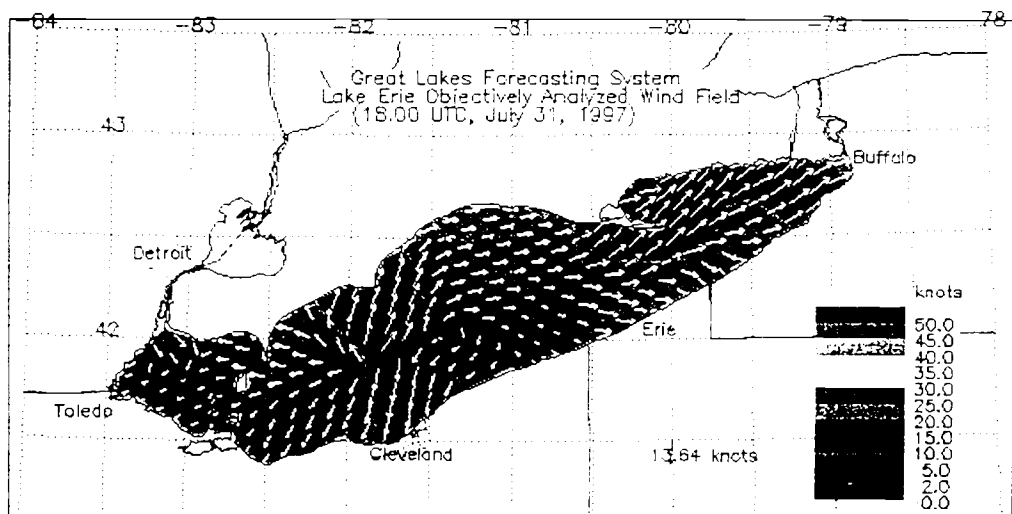 -84 -83 -82 -81 -80 -79 -78
Great Lakes Forecasting System
Lake Erie Objectively Analyzed Wind Field
(18:00 UTC, July 31, 1997)
43
Buffalo
Detroit
knots
42
Erie
50.0
45.0
40.0
35.0
30.0
25.0
20.0
15.0
10.0
5.0
2.0
0.0
Toledo
Cleveland
13.64 knots